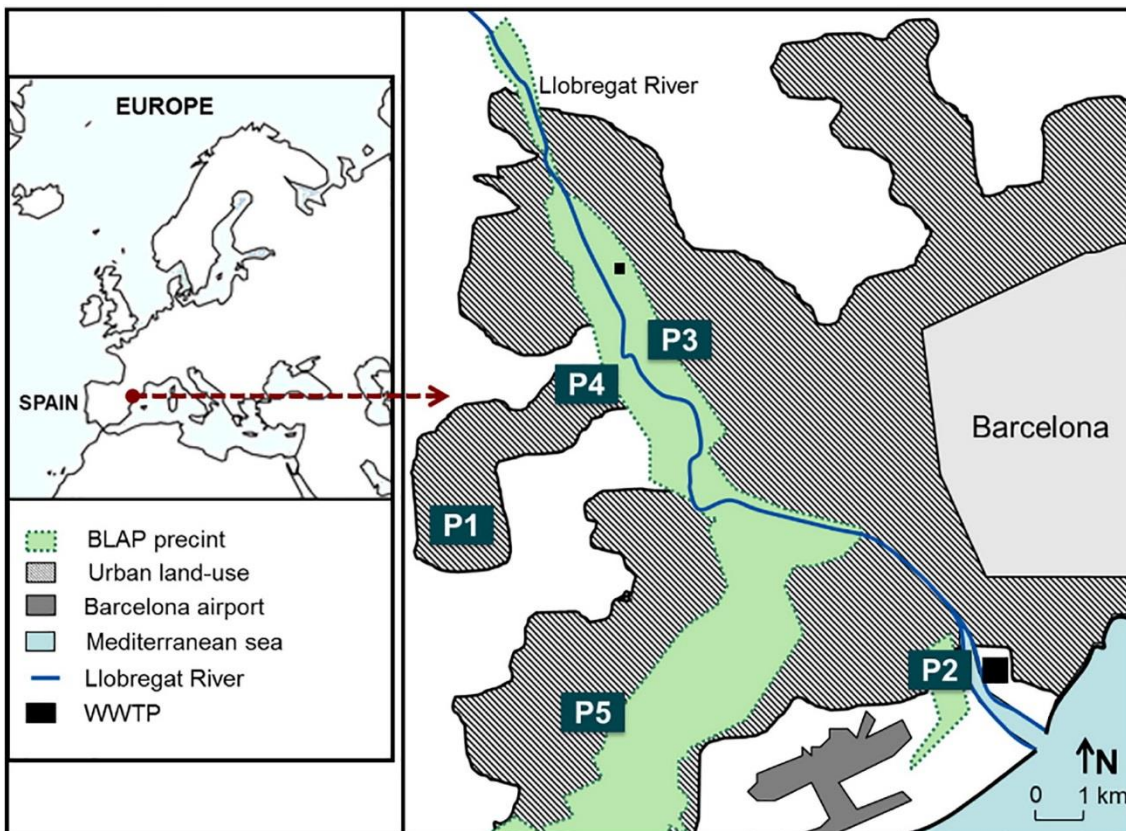 EUROPE
SPAIN
BLAP precint
Urban land-use
Barcelona airport
Mediterranean sea
Llobregat River
WWTP
Llobregat River
P3
P4
Barcelona
P1
P2
P5
N
0 1 km